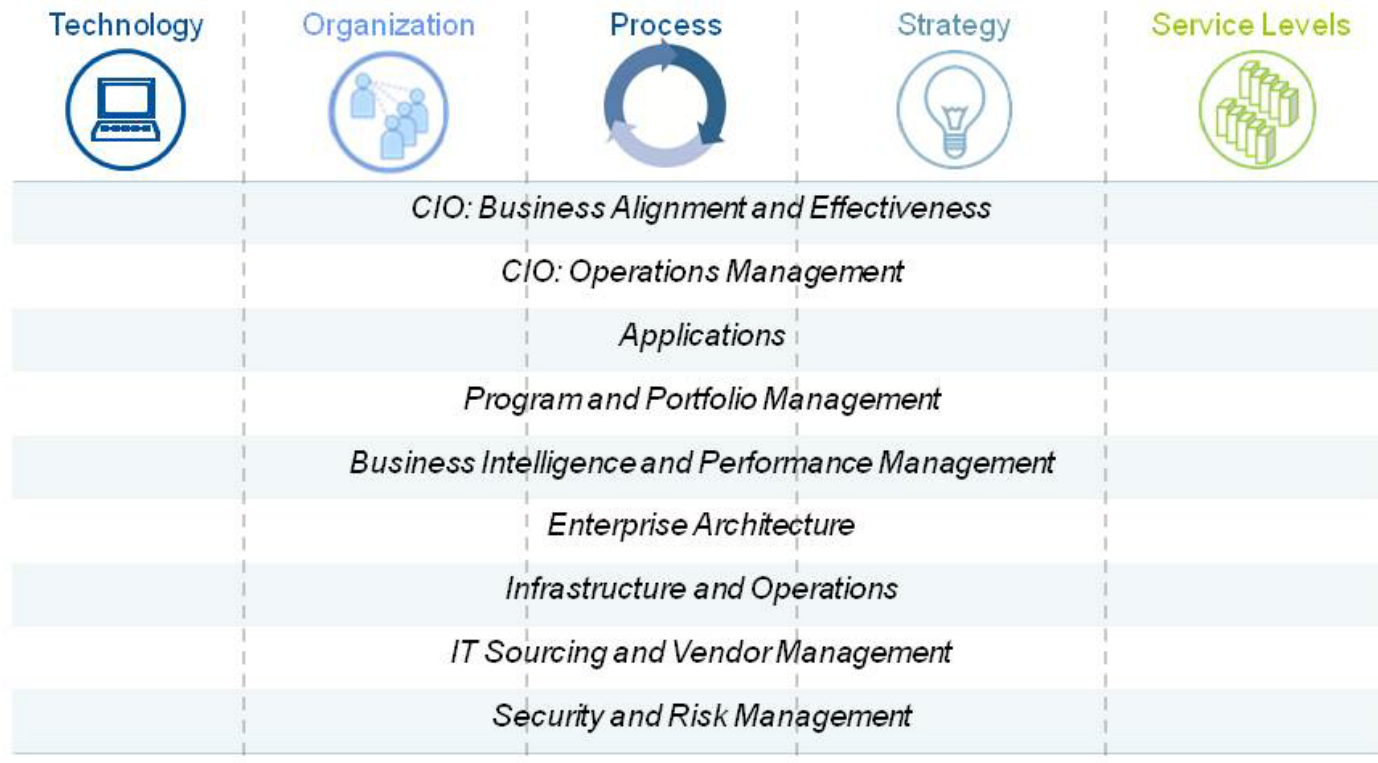 Technology Organization Process Strategy Service Levels
CIO: Business Alignment and Effectiveness
CIO: Operations Management
Applications
Program and Portfolio Management
Business Intelligence and Performance Management
Enterprise Architecture
Infrastructure and Operations
IT Sourcing and Vendor Management
Security and Risk Management